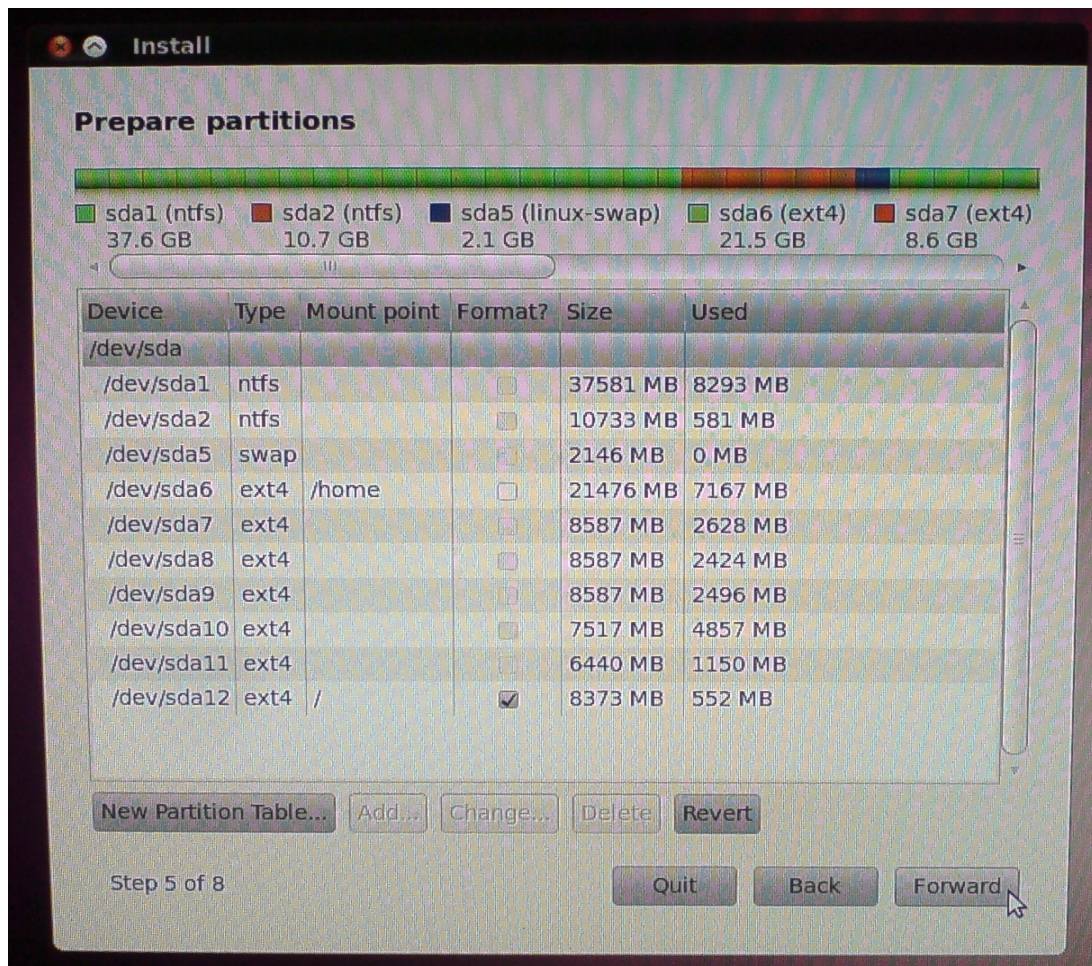 Install
Prepare partitions
sda1 (ntfs) sda2 (ntfs) sda5 (linux-swap) sda6 (ext4) sda7 (ext4)
37.6 GB 10.7 GB 2.1 GB 21.5 GB 8.6 GB
Device Type Mount point Format? Size Used
/dev/sda
/dev/sda1 ntfs 37581 MB 8293 MB
/dev/sda2 ntfs 10733 MB 581 MB
/dev/sda5 swap 2146 MB 0 MB
/dev/sda6 ext4 /home 21476 MB 7167 MB
/dev/sda7 ext4 8587 MB 2628 MB
/dev/sda8 ext4 8587 MB 2424 MB
/dev/sda9 ext4 8587 MB 2496 MB
/dev/sda10 ext4 7517 MB 4857 MB
/dev/sda11 ext4 6440 MB 1150 MB
/dev/sda12 ext4 / 8373 MB 552 MB
New Partition Table... Add... Change... Delete Revert
Step 5 of 8 Quit Back Forward